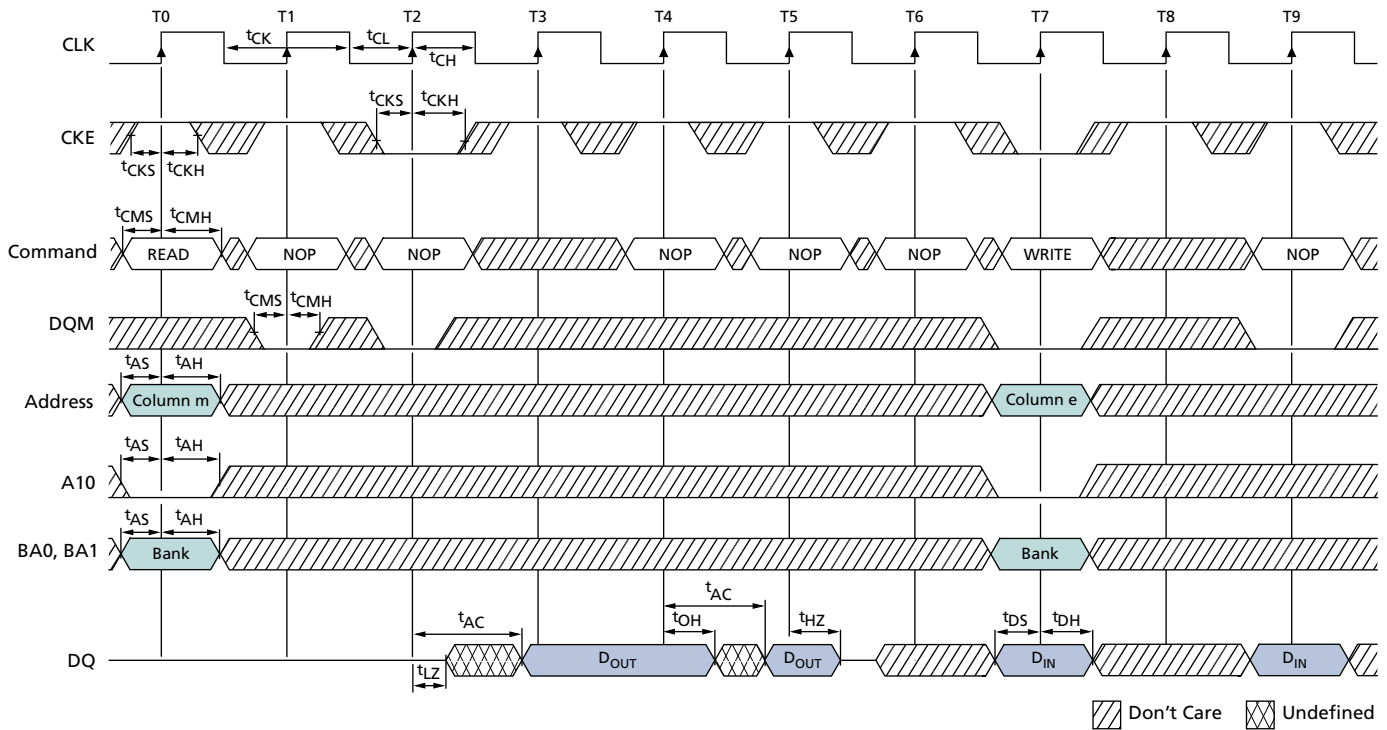 T0 T1 T2 T3 T4 T5 T6 T7 T8 T9
CLK
tCK tCL
tCH
CKE
tCKS tCKH
tCKS tCKH
tCMS tCMH
Command READ NOP NOP NOP NOP NOP WRITE NOP
tCMS tCMH
DQM
tAS tAH
Address Column m Column e
tAS tAH
A10
tAS tAH
BA0, BA1 Bank Bank
tAC
tAC tOH tHZ tDS tDH
DQ DOUT DOUT DIN DIN
tLZ
Don't Care Undefined